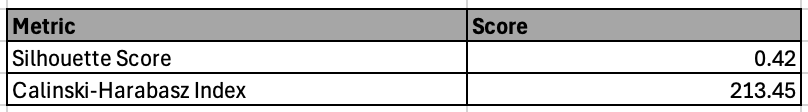 Metric Score
Silhouette Score 0.42
Calinski-Harabasz Index 213.45